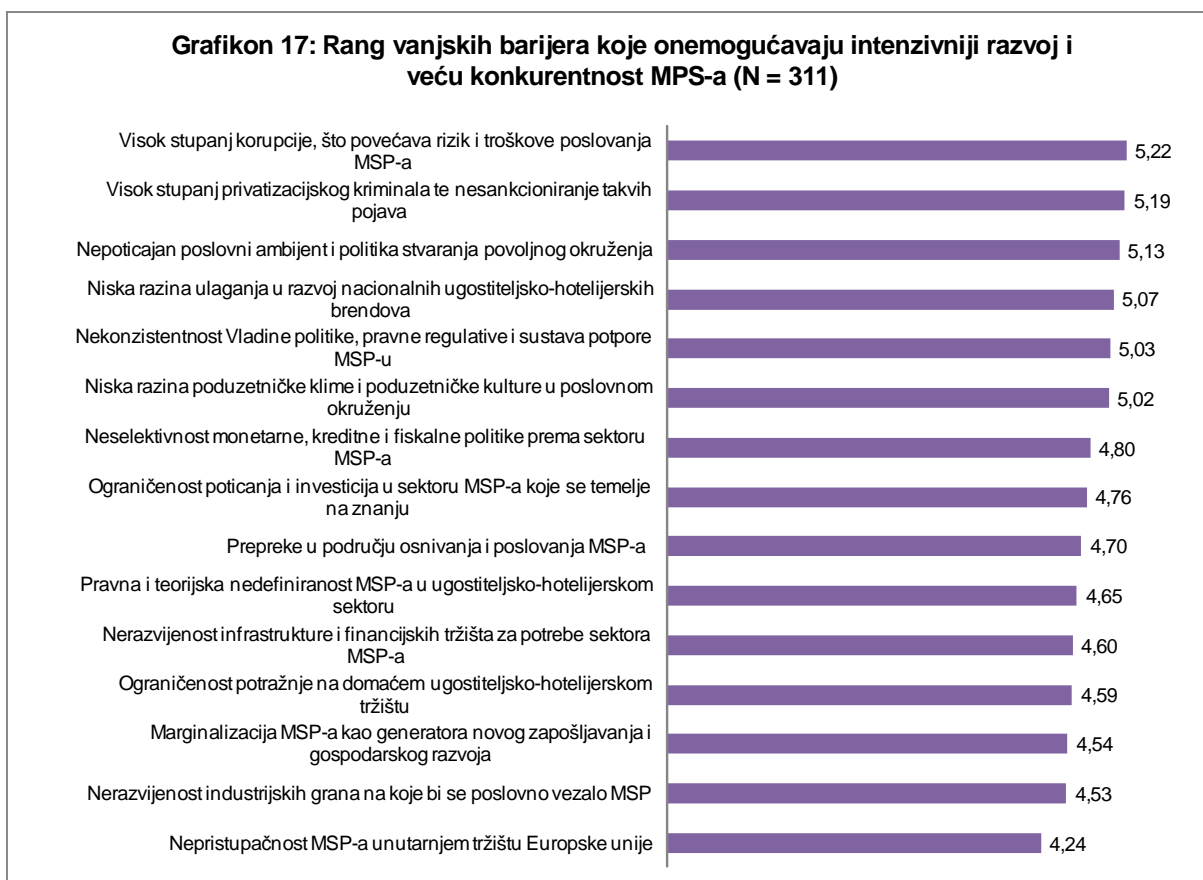 Grafikon 17: Rang vanjskih barijera koje onemogućavaju intenzivniji razvoj i
veću konkurentnost MPS-a (N = 311)
Visok stupanj korupcije, što povećava rizik i troškove poslovanja
MSP-a
5,22
Visok stupanj privatizacijskog kriminala te nesankcioniranje takvih
pojava
5,19
Nepoticajan poslovni ambijent i politika stvaranja povoljnog okruženja
5,13
Niska razina ulaganja u razvoj nacionalnih ugostiteljsko-hotelijerskih
brendova
5,07
Nekonzistentnost Vladine politike, pravne regulative i sustava potpore
MSP-u
5,03
Niska razina poduzetničke klime i poduzetničke kulture u poslovnom
okruženju
5,02
Neselektivnost monetarne, kreditne i fiskalne politike prema sektoru
MSP-a
4,80
Ograničenost poticanja i investicija u sektoru MSP-a koje se temelje
na znanju
4,76
Prepreke u području osnivanja i poslovanja MSP-a
4,70
Pravna i teorijska nedefiniranost MSP-a u ugostiteljsko-hotelijerskom
sektoru
4,65
Nerazvijenost infrastrukture i financijskih tržišta za potrebe sektora
MSP-a
4,60
Ograničenost potražnje na domaćem ugostiteljsko-hotelijerskom
tržištu
4,59
Marginalizacija MSP-a kao generatora novog zapošljavanja i
gospodarskog razvoja
4,54
Nerazvijenost industrijskih grana na koje bi se poslovno vezalo MSP
4,53
Nepristupačnost MSP-a unutarnjem tržištu Europske unije
4,24